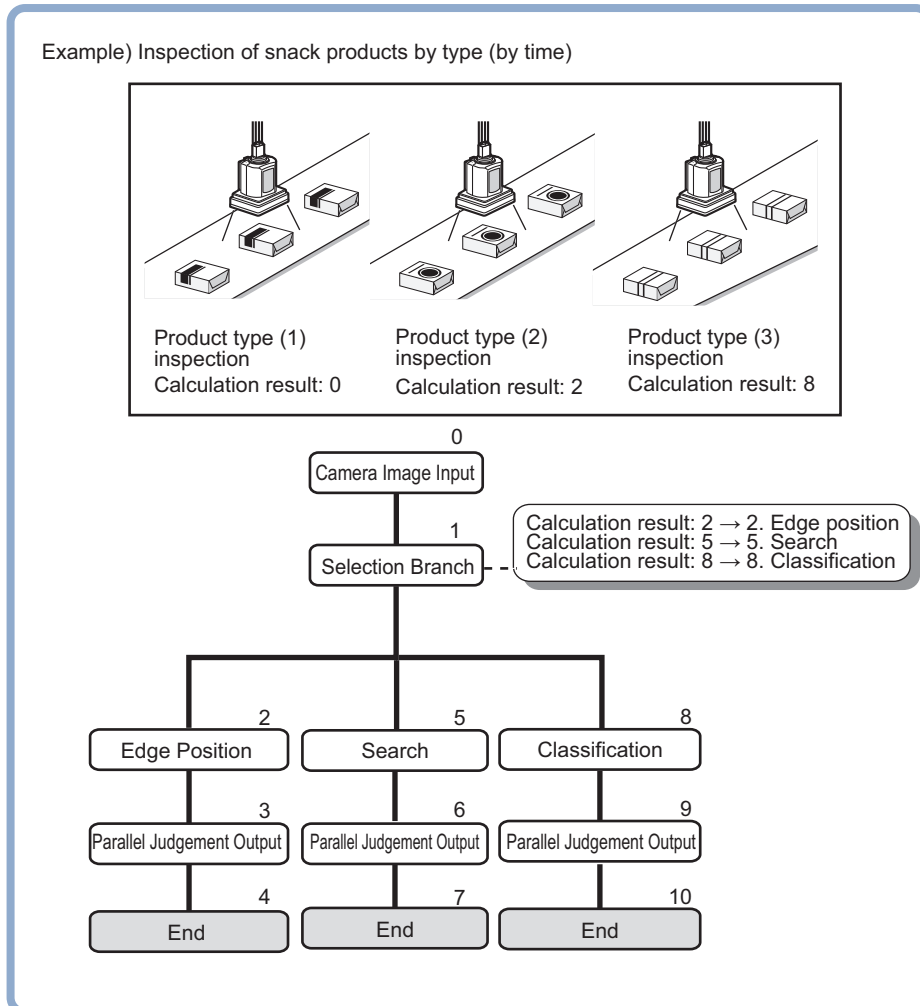 Example) Inspection of snack products by type (by time)
Product type (1)
inspection
Calculation result: 0
Product type (2)
inspection
Calculation result: 2
Product type (3)
inspection
Calculation result: 8
0
Camera Image Input
1
Selection Branch
Calculation result: 2 → 2. Edge position
Calculation result: 5 → 5. Search
Calculation result: 8 → 8. Classification
2
Edge Position
5
Search
8
Classification
3
Parallel Judgement Output
6
Parallel Judgement Output
9
Parallel Judgement Output
4
End
7
End
10
End